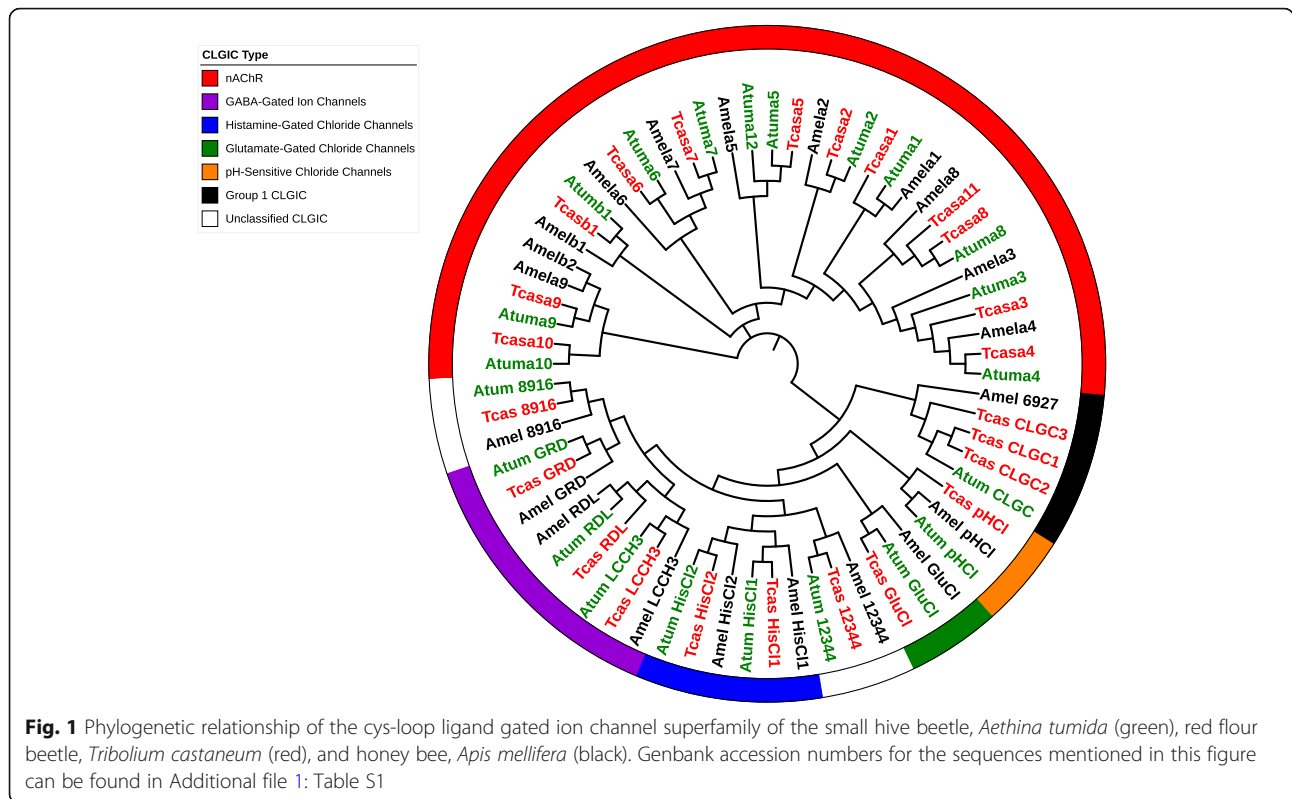 CLGIC Type
nAChR
GABA-Gated Ion Channels
Histamine-Gated Chloride Channels
Glutamate-Gated Chloride Channels
pH-Sensitive Chloride Channels
Group 1 CLGIC
Unclassified CLGIC
Atum 8916
Atuma10
Tcasa10
Atuma9
Tcasa9
Amela9
Amelb2
Amelb1
Tcasb1
Atumb1
Amela6
Tcasa6
Atuma6
Amela7
Tcasa7
Atuma7
Amela5
Atuma12
Atuma5
Tcasa5
Amela2
Tcasa2
Atuma2
Tcasa1
Atuma1
Amela1
Amela8
Tcasa11
Tcasa8
Atuma8
Amela3
Atuma3
Tcasa3
Amela4
Tcasa4
Atuma4
Amel 6927
Tcas CLGC3
Tcas CLGC1
Tcas CLGC2
Atum CLGC
Tcas pHCl
Amel pHCl
Atum pHCl
Amel GluCl
Atum GluCl
Tcas GluCl
Amel 12344
Tcas 12344
Atum 12344
Amel HisCl1
Tcas HisCl1
Atum HisCl1
Amel HisCl2
Tcas HisCl2
Atum HisCl2
Amel LCCH3
Tcas LCCH3
Atum LCCH3
Tcas RDL
Atum RDL
Amel RDL
Amel GRD
Tcas GRD
Atum GRD
Amel 8916
Tcas 8916
Fig. 1 Phylogenetic relationship of the cys-loop ligand gated ion channel superfamily of the small hive beetle, Aethina tumida (green), red flour
beetle, Tribolium castaneum (red), and honey bee, Apis mellifera (black). Genbank accession numbers for the sequences mentioned in this figure
can be found in Additional file 1: Table S1